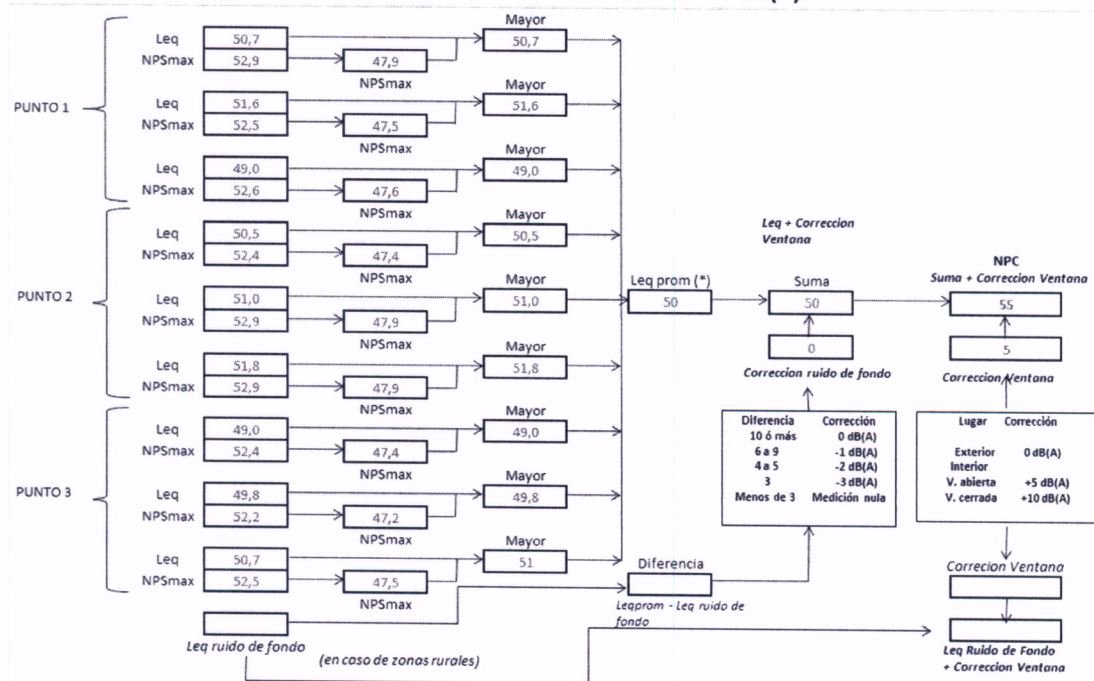 Mayor
Leq 50,7 50,7
NPSmax 52,9 47,9
NPSmax
PUNTO 1
Mayor
Leq 51,6 51,6
NPSmax 52,5 47,5
NPSmax
Mayor
Leq 49,0 49,0
NPSmax 52,6 47,6
NPSmax
Mayor
Leq 50,5 50,5
NPSmax 52,4 47,4
NPSmax
PUNTO 2
Mayor
Leq 51,0 51,0
NPSmax 52,9 47,9
NPSmax
Mayor
Leq 51,8 51,8
NPSmax 52,9 47,9
NPSmax
Mayor
Leq 49,0 49,0
NPSmax 52,4 47,4
NPSmax
PUNTO 3
Mayor
Leq 49,8 49,8
NPSmax 52,2 47,2
NPSmax
Mayor
Leq 50,7 51
NPSmax 52,5 47,5
NPSmax
Leq ruido de fondo
(en caso de zonas rurales)
Leq prom (*)
50
Leq + Correccion
Ventana
Suma
50
0
Correccion ruido de fondo
Diferencia Corrección
10 ó más 0 dB(A)
6 a 9 -1 dB(A)
4 a 5 -2 dB(A)
3 -3 dB(A)
Menos de 3 Medición nula
Diferencia
Leqprom - Leq ruido de
fondo
NPC
Suma + Correccion Ventana
55
5
Correccion Ventana
Lugar Corrección
Exterior 0 dB(A)
Interior
V. abierta +5 dB(A)
V. cerrada +10 dB(A)
Correcion Ventana
Leq Ruido de Fondo
+ Correccion Ventana